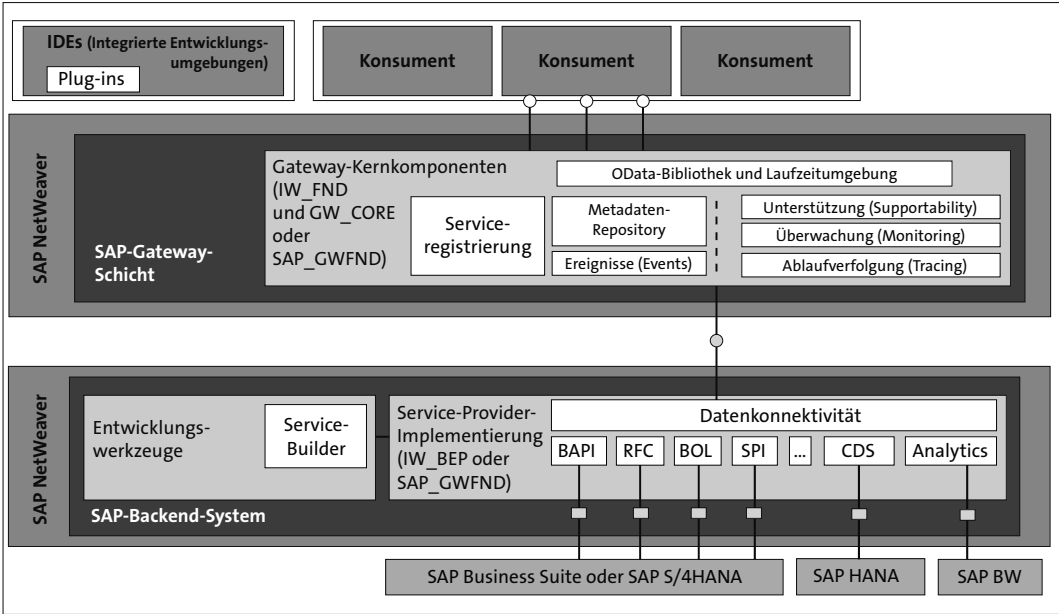 IDEs (Integrierte Entwicklungs-
umgebungen)
Plug-ins
Konsument
Konsument
Konsument
SAP NetWeaver
SAP-Gateway-
Schicht
Gateway-Kernkomponenten
(IW_FND
und GW_CORE
oder
SAP_GWFND)
Service-
registrierung
OData-Bibliothek und Laufzeitumgebung
Metadaten-
Repository
Ereignisse (Events)
Unterstützung (Supportability)
Überwachung (Monitoring)
Ablaufverfolgung (Tracing)
SAP NetWeaver
Entwicklungs-
werkzeuge
Service-
Builder
SAP-Backend-System
Service-Provider-
Implementierung
(IW_BEP oder
SAP_GWFND)
Datenkonnektivität
BAPI
RFC
BOL
SPI
...
CDS
Analytics
SAP Business Suite oder SAP S/4HANA
SAP HANA
SAP BW